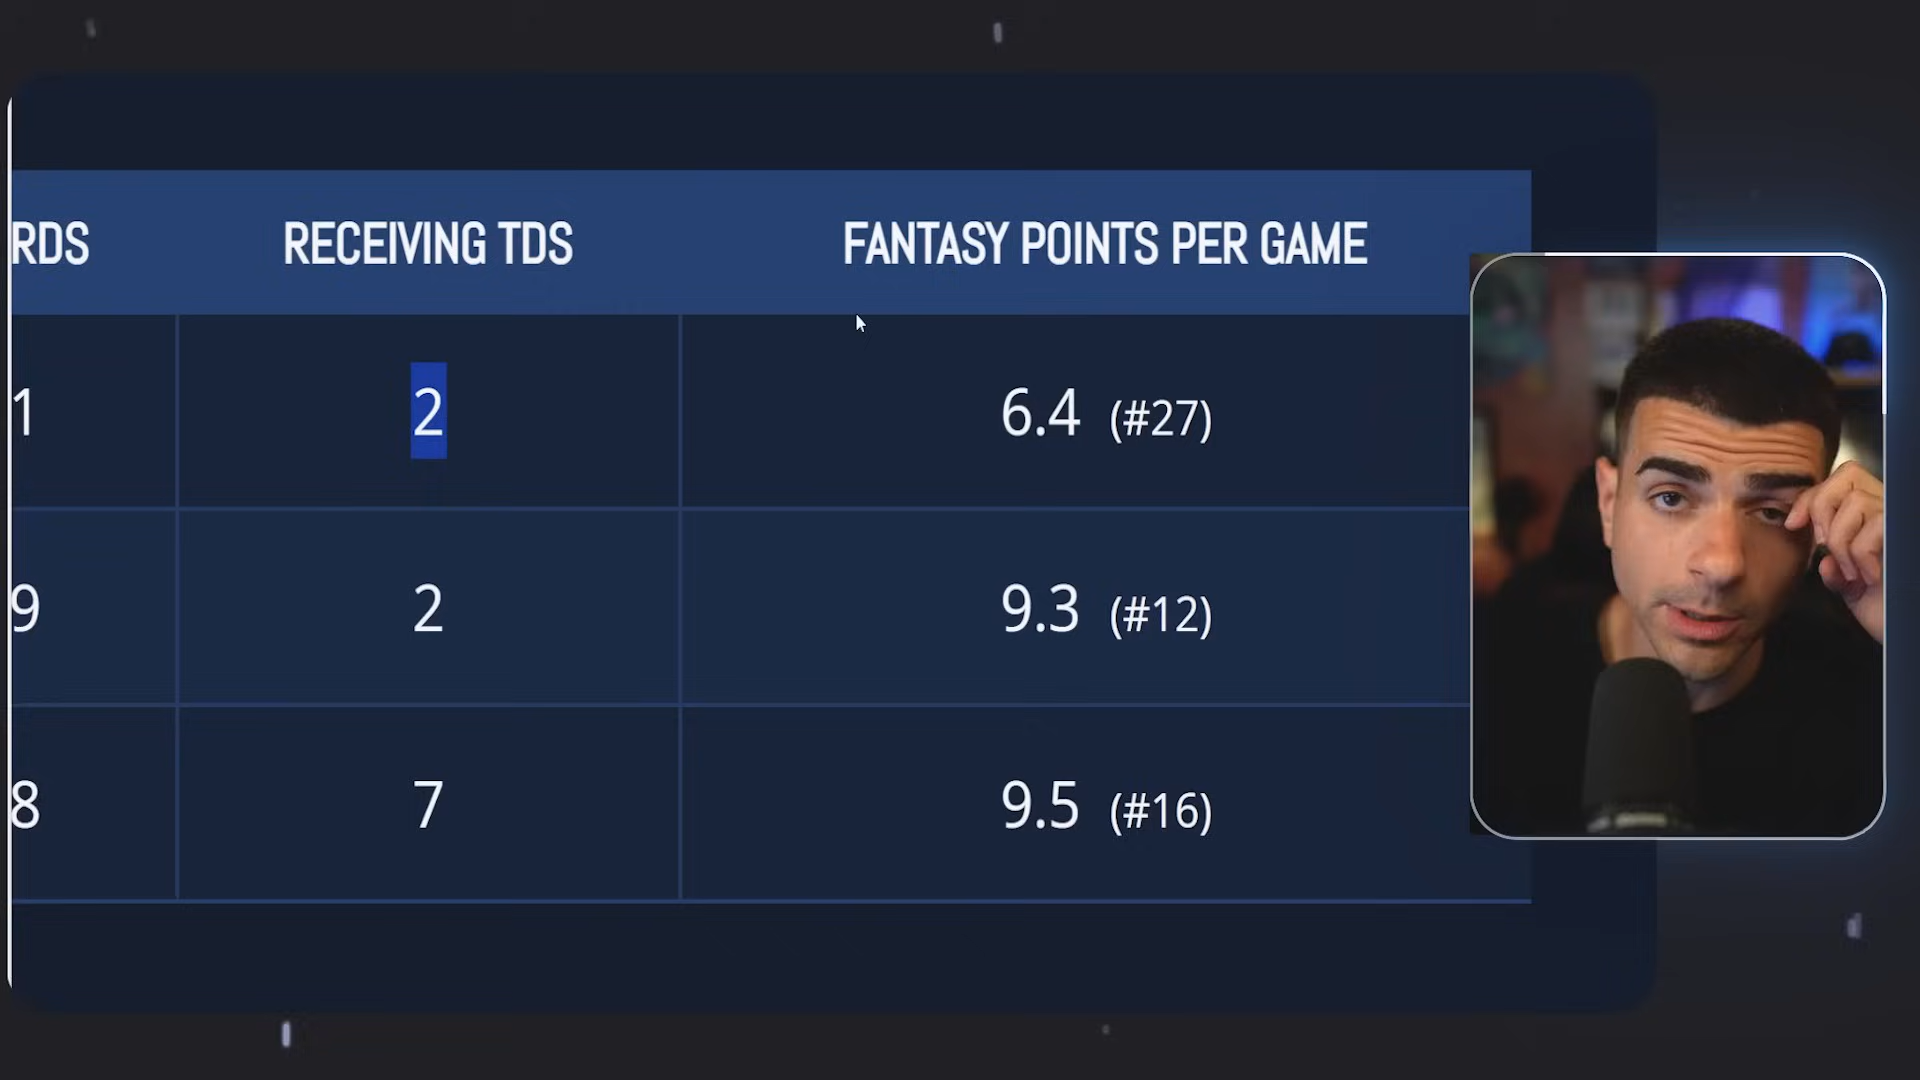 RDS RECEIVING TDS FANTASY POINTS PER GAME
1 2 6.4 (#27)
9 2 9.3 (#12)
8 7 9.5 (#16)